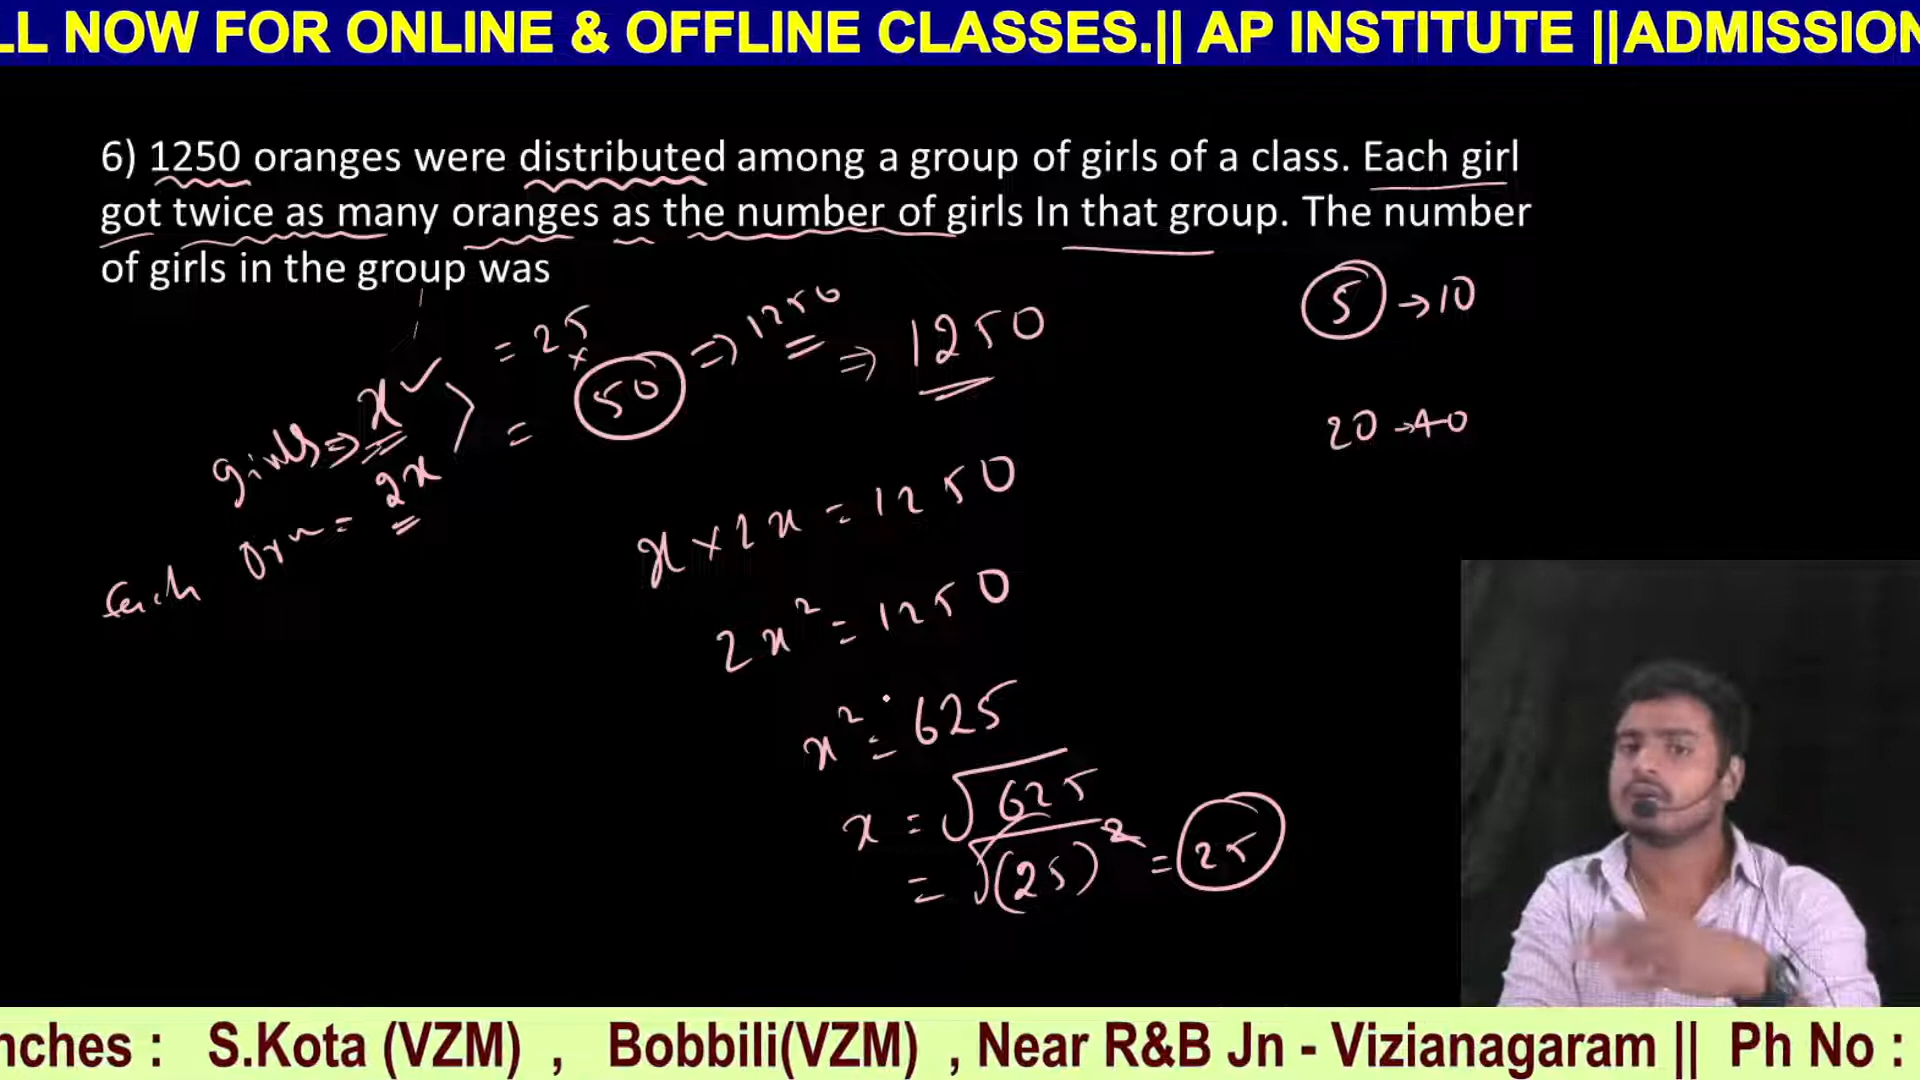 LL NOW FOR ONLINE & OFFLINE CLASSES.|| AP INSTITUTE ||ADMISSION
6) 1250 oranges were distributed among a group of girls of a class. Each girl
got twice as many oranges as the number of girls In that group. The number
of girls in the group was
5 → 10
20 → 40
girls ⇒ x ✓ = 25
×
= 50 ⇒ 1250 ⇒ 1250
Each orn = 2x
x × 2x = 1250
2x² = 1250
x² = 625
x = √625
= √(25)² = 25
nches : S.Kota (VZM) , Bobbili(VZM) , Near R&B Jn - Vizianagaram || Ph No :